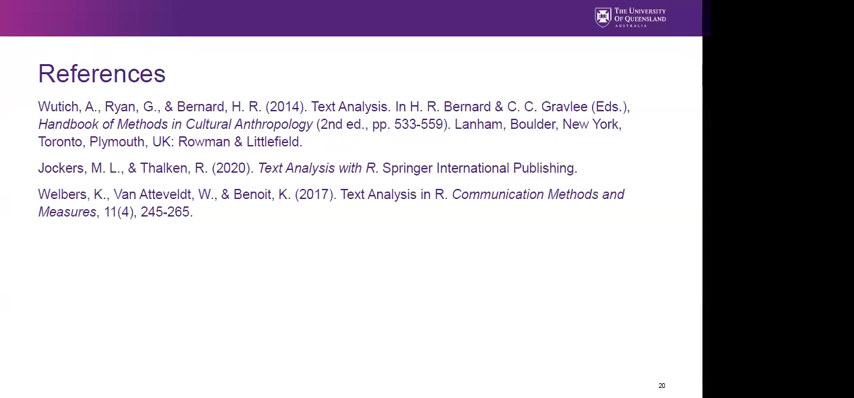 THE UNIVERSITY
OF QUEENSLAND
AUSTRALIA
References
Wutich, A., Ryan, G., & Bernard, H. R. (2014). Text Analysis. In H. R. Bernard & C. C. Gravlee (Eds.),
Handbook of Methods in Cultural Anthropology (2nd ed., pp. 533-559). Lanham, Boulder, New York,
Toronto, Plymouth, UK: Rowman & Littlefield.
Jockers, M. L., & Thalken, R. (2020). Text Analysis with R. Springer International Publishing.
Welbers, K., Van Atteveldt, W., & Benoit, K. (2017). Text Analysis in R. Communication Methods and
Measures, 11(4), 245-265.
20